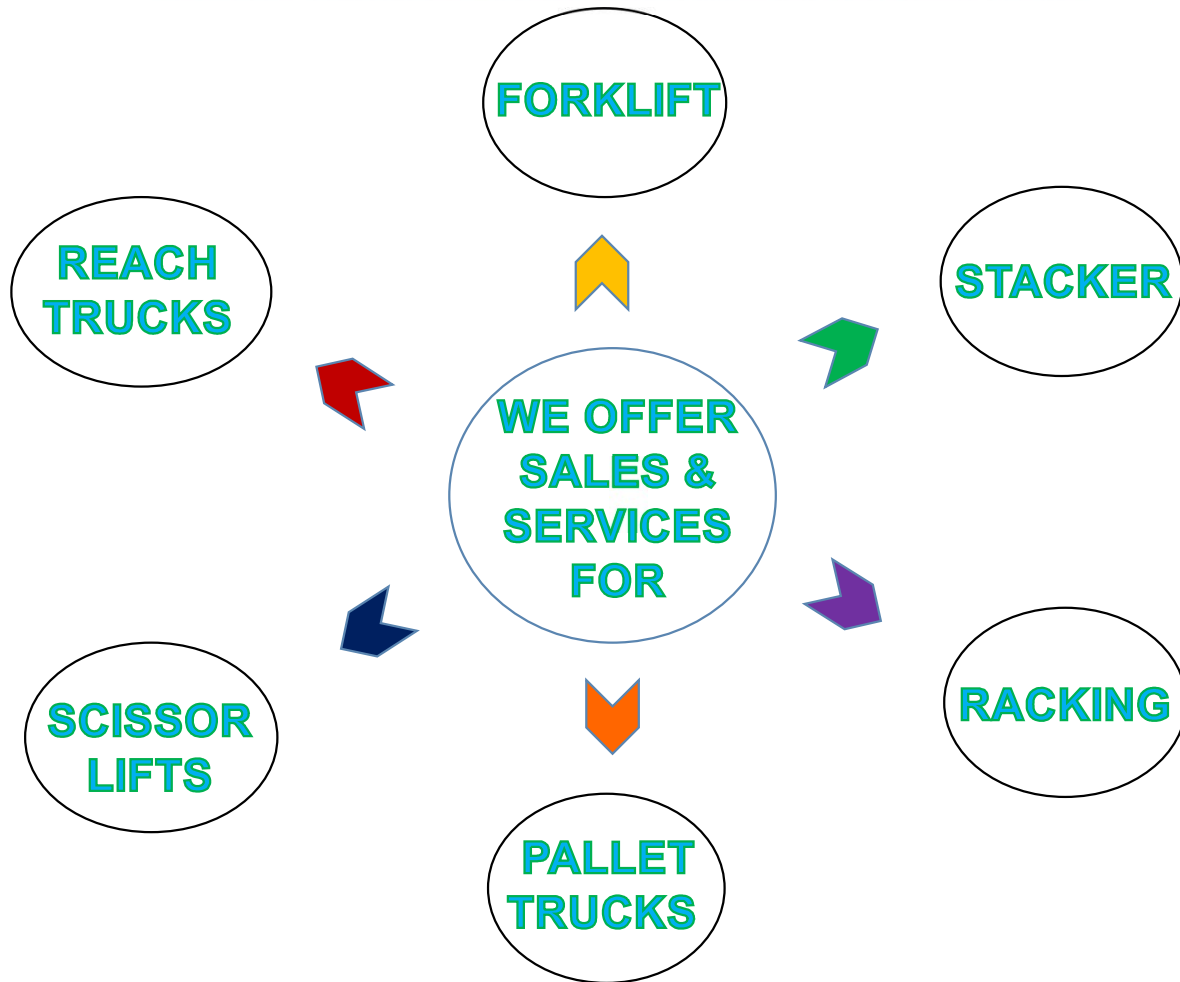 FORKLIFT
REACH
TRUCKS
STACKER
WE OFFER
SALES &
SERVICES
FOR
SCISSOR
LIFTS
RACKING
PALLET
TRUCKS